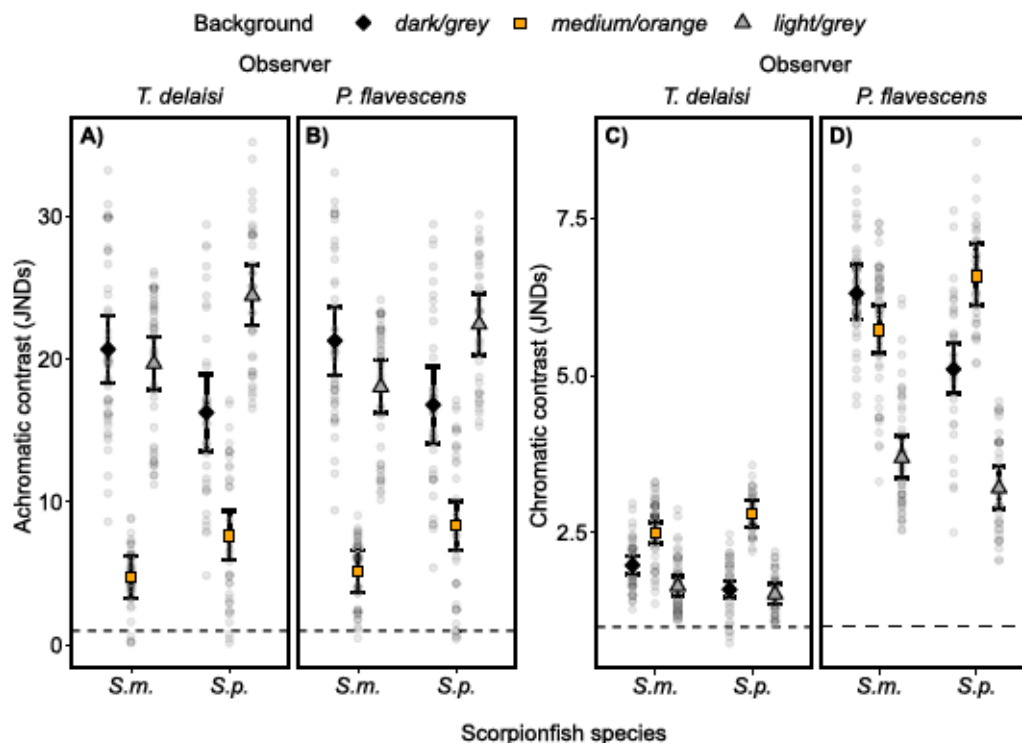 Background dark/grey medium/orange light/grey
Observer Observer
T. delaisi P. flavescens T. delaisi P. flavescens
A) B) C) D)
Achromatic contrast (JNDs)
30
20
10
0
Chromatic contrast (JNDs)
7.5
5.0
2.5
S.m. S.p. S.m. S.p. S.m. S.p. S.m. S.p.
Scorpionfish species